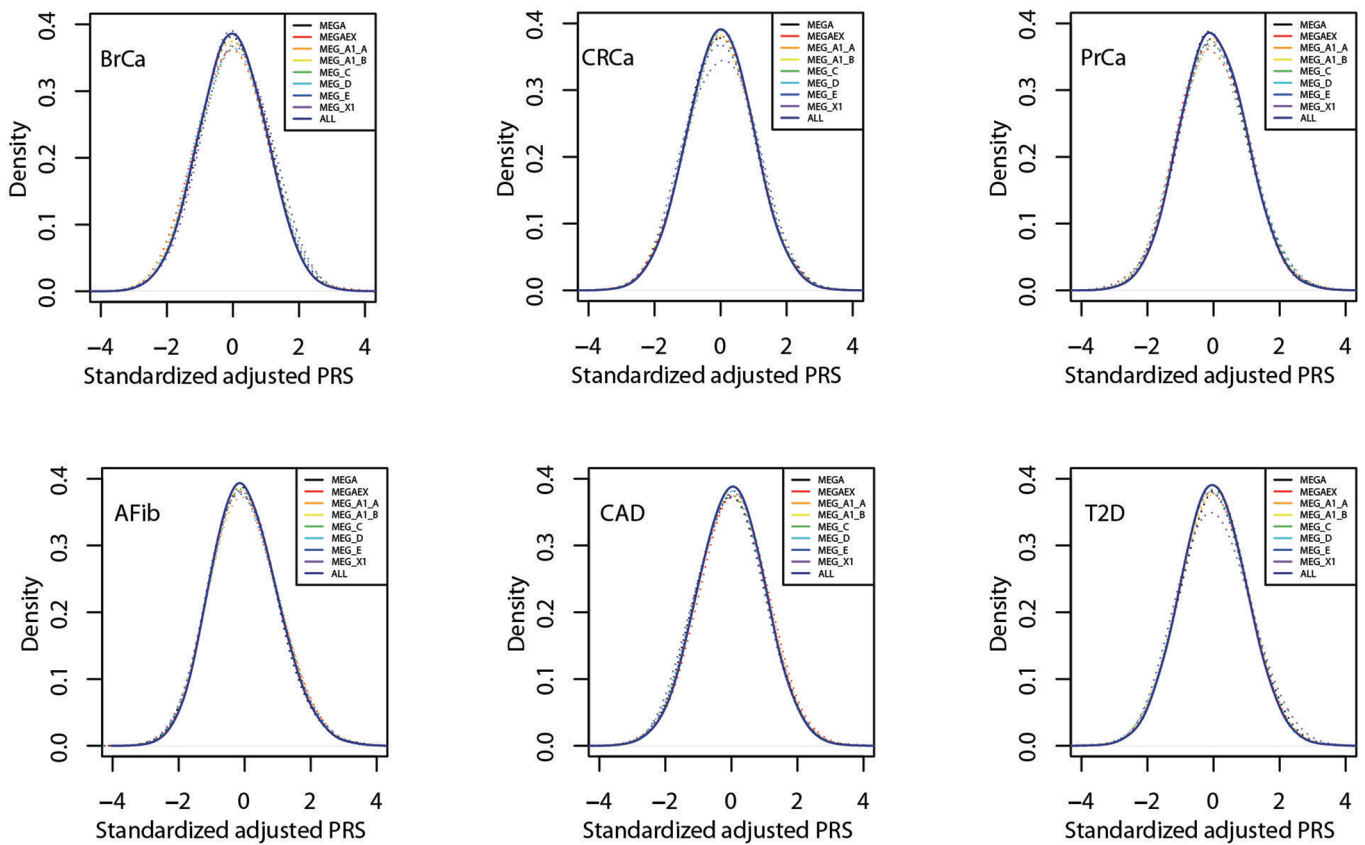 BrCa
Density
0.4
0.3
0.2
0.1
0.0
MEGA
MEGAEX
MEG_A1_A
MEG_A1_B
MEG_C
MEG_D
MEG_E
MEG_X1
ALL
−4 −2 0 2 4
Standardized adjusted PRS
CRCa
Density
0.4
0.3
0.2
0.1
0.0
MEGA
MEGAEX
MEG_A1_A
MEG_A1_B
MEG_C
MEG_D
MEG_E
MEG_X1
ALL
−4 −2 0 2 4
Standardized adjusted PRS
PrCa
Density
0.4
0.3
0.2
0.1
0.0
MEGA
MEGAEX
MEG_A1_A
MEG_A1_B
MEG_C
MEG_D
MEG_E
MEG_X1
ALL
−4 −2 0 2 4
Standardized adjusted PRS
AFib
Density
0.4
0.3
0.2
0.1
0.0
MEGA
MEGAEX
MEG_A1_A
MEG_A1_B
MEG_C
MEG_D
MEG_E
MEG_X1
ALL
−4 −2 0 2 4
Standardized adjusted PRS
CAD
Density
0.4
0.3
0.2
0.1
0.0
MEGA
MEGAEX
MEG_A1_A
MEG_A1_B
MEG_C
MEG_D
MEG_E
MEG_X1
ALL
−4 −2 0 2 4
Standardized adjusted PRS
T2D
Density
0.4
0.3
0.2
0.1
0.0
MEGA
MEGAEX
MEG_A1_A
MEG_A1_B
MEG_C
MEG_D
MEG_E
MEG_X1
ALL
−4 −2 0 2 4
Standardized adjusted PRS